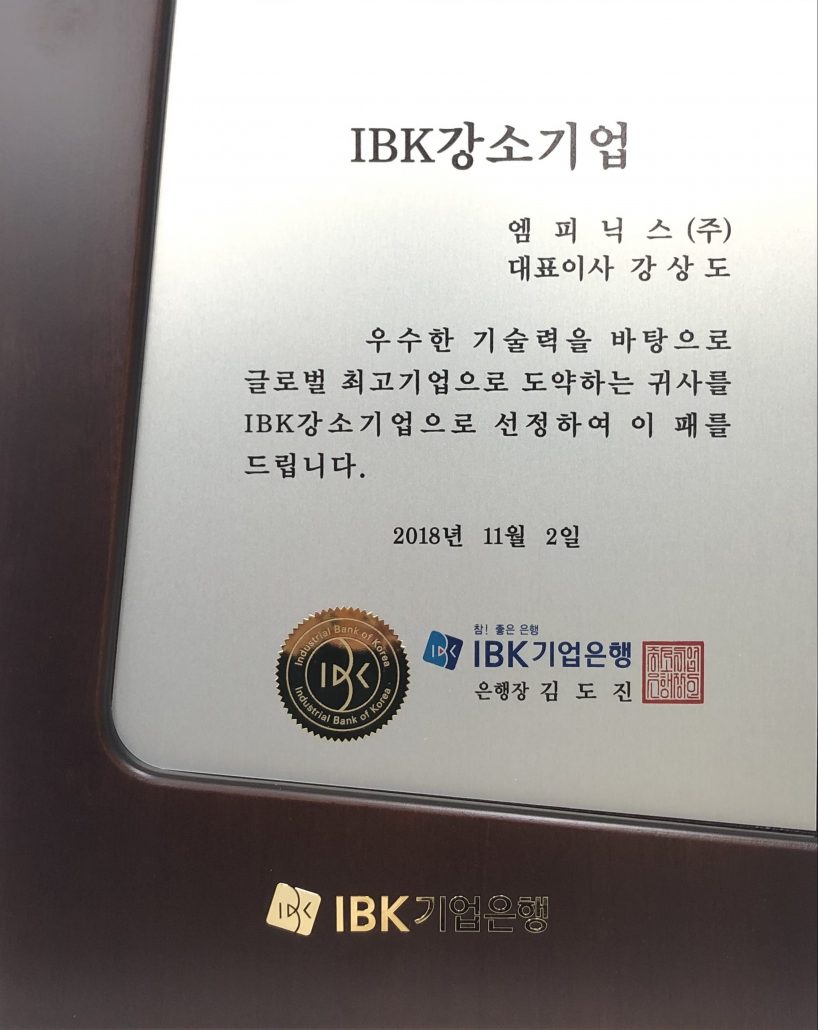 IBK강소기업
엠 피 닉 스 (주)
대표이사 강 상 도
우수한 기술력을 바탕으로
글로벌 최고기업으로 도약하는 귀사를
IBK강소기업으로 선정하여 이 패를
드립니다.
2018년 11월 2일
Industrial Bank of Korea
IBK
Industrial Bank of Korea
참! 좋은 은행
IBK
IBK기업은행
은행장 김 도 진
IBK
IBK기업은행